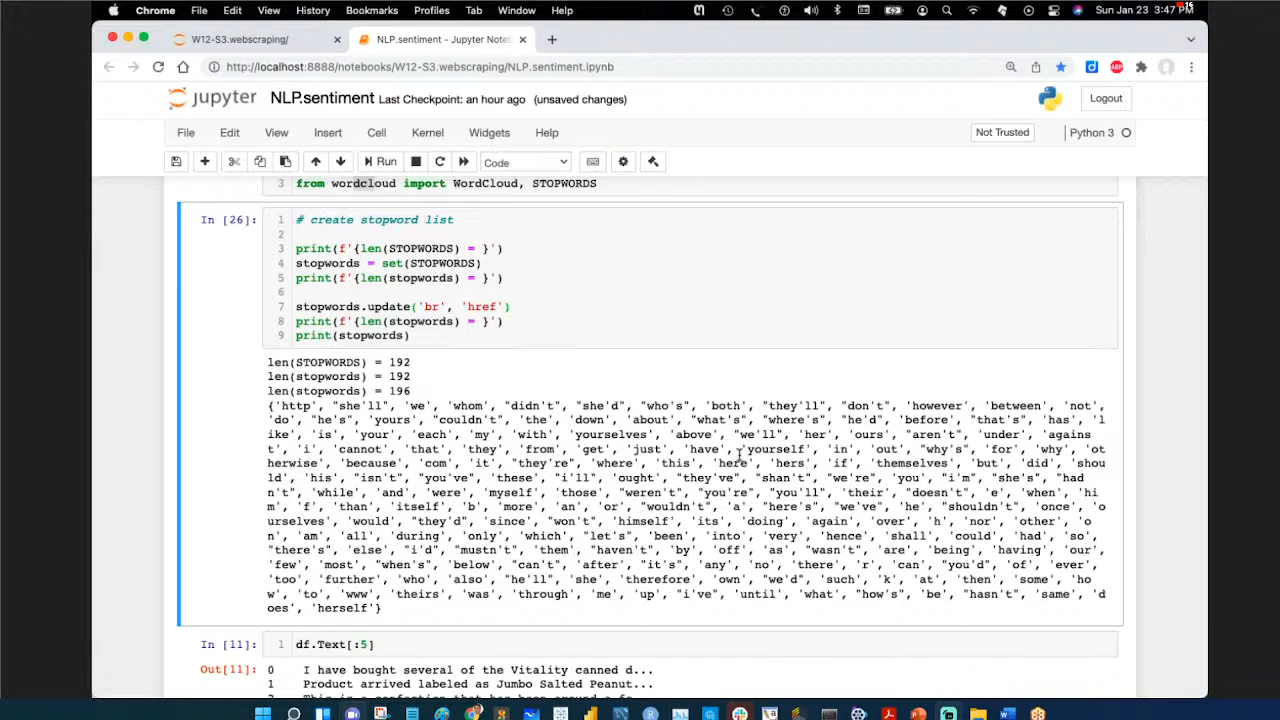 Chrome File Edit View History Bookmarks Profiles Tab Window Help Sun Jan 23 3:47 PM
W12-S3.webscraping/ NLP.sentiment - Jupyter Note
http://localhost:8888/notebooks/W12-S3.webscraping/NLP.sentiment.ipynb
jupyter NLP.sentiment Last Checkpoint: an hour ago (unsaved changes) Logout
File Edit View Insert Cell Kernel Widgets Help Not Trusted Python 3
Run Code
3 from wordcloud import WordCloud, STOPWORDS
In [26]: 1 # create stopword list
2
3 print(f'{len(STOPWORDS) = }')
4 stopwords = set(STOPWORDS)
5 print(f'{len(stopwords) = }')
6
7 stopwords.update('br', 'href')
8 print(f'{len(stopwords) = }')
9 print(stopwords)
len(STOPWORDS) = 192
len(stopwords) = 192
len(stopwords) = 196
{'http', "she'll", 'we', 'whom', "didn't", "she'd", "who's", 'both', "they'll", "don't", 'however', 'between', 'not',
'do', "he's", 'yours', "couldn't", 'the', 'down', 'about', "what's", "where's", "he'd", 'before', "that's", 'has', 'l
ike', 'is', 'your', 'each', 'my', 'with', 'yourselves', 'above', "we'll", 'her', 'ours', "aren't", 'under', 'agains
t', 'i', 'cannot', 'that', 'they', 'from', 'get', 'just', 'have', 'yourself', 'in', 'out', "why's", 'for', 'why', 'ot
herwise', 'because', 'com', 'it', "they're", 'where', 'this', 'here', 'hers', 'if', 'themselves', 'but', 'did', 'shou
ld', 'his', "isn't", "you've", 'these', "i'll", 'ought', "they've", "shan't", "we're", 'you', "i'm", "she's", "had
n't", 'while', 'and', 'were', 'myself', 'those', "weren't", "you're", "you'll", 'their', "doesn't", 'e', 'when', 'hi
m', 'f', 'than', 'itself', 'b', 'more', 'an', 'or', "wouldn't", 'a', "here's", "we've", 'he', "shouldn't", 'once', 'o
urselves', 'would', "they'd", 'since', "won't", 'himself', 'its', 'doing', 'again', 'over', 'h', 'nor', 'other', 'o
n', 'am', 'all', 'during', 'only', 'which', "let's", 'been', 'into', 'very', 'hence', 'shall', 'could', 'had', 'so',
"there's", 'else', "i'd", "mustn't", 'them', "haven't", 'by', 'off', 'as', "wasn't", 'are', 'being', 'having', 'our',
'few', 'most', "when's", 'below', "can't", 'after', "it's", 'any', 'no', 'there', 'r', 'can', "you'd", 'of', 'ever',
'too', 'further', 'who', 'also', "he'll", 'she', 'therefore', 'own', "we'd", 'such', 'k', 'at', 'then', 'some', 'ho
w', 'to', 'www', 'theirs', 'was', 'through', 'me', 'up', "i've", 'until', 'what', "how's", 'be', "hasn't", 'same', 'd
oes', 'herself'}
In [11]: 1 df.Text[:5]
Out[11]: 0 I have bought several of the Vitality canned d...
1 Product arrived labeled as Jumbo Salted Peanut...